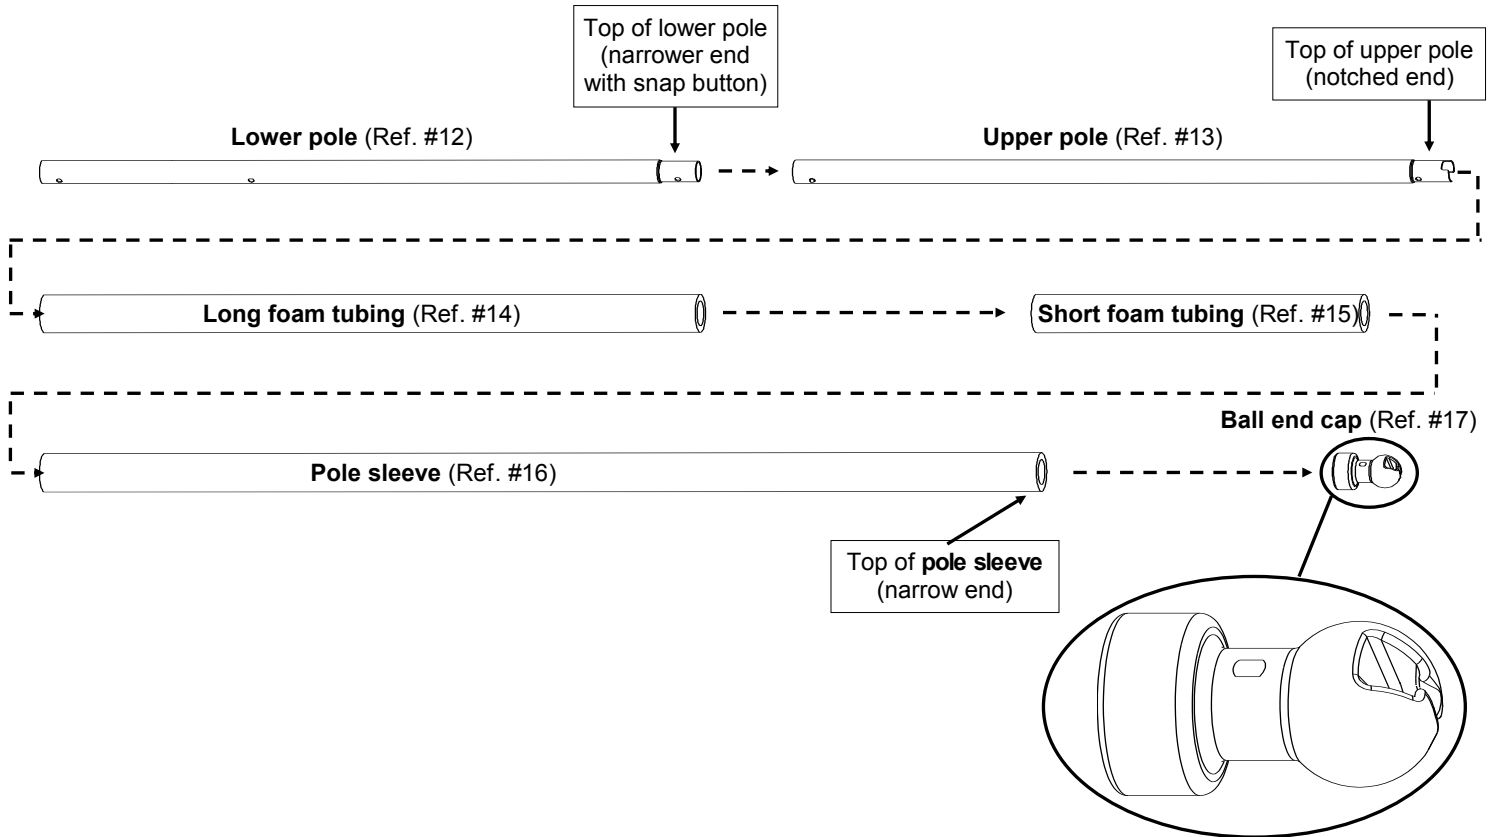 Top of lower pole
(narrower end
with snap button)
Top of upper pole
(notched end)
Lower pole (Ref. #12)
Upper pole (Ref. #13)
Long foam tubing (Ref. #14)
Short foam tubing (Ref. #15)
Ball end cap (Ref. #17)
Pole sleeve (Ref. #16)
Top of pole sleeve
(narrow end)